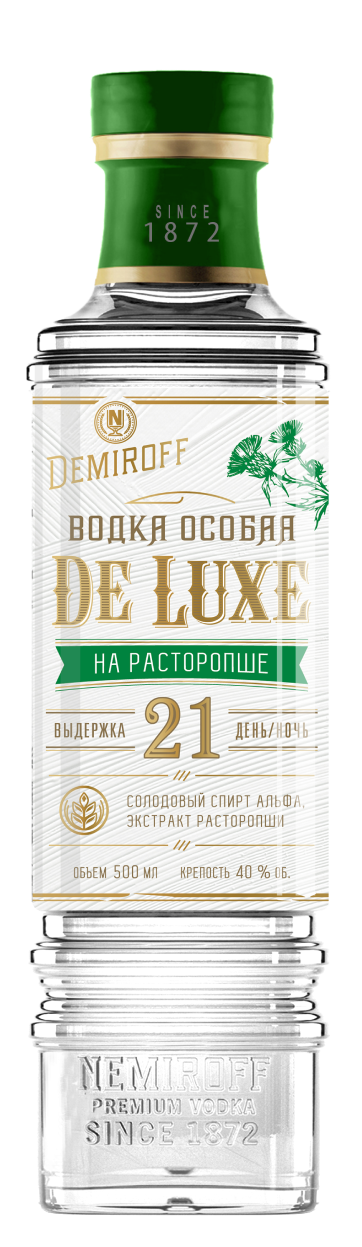 SINCE
1872
N
DEMIROFF
ВОДКА ОСОБАЯ
DE LUXE
НА РАСТОРОПШЕ
ВЫДЕРЖКА 21 ДЕНЬ/НОЧЬ
СОЛОДОВЫЙ СПИРТ АЛЬФА,
ЭКСТРАКТ РАСТОРОПШИ
ОБЪЕМ 500 МЛ КРЕПОСТЬ 40 % ОБ.
NEMIROFF
PREMIUM VODKA
SINCE 1872